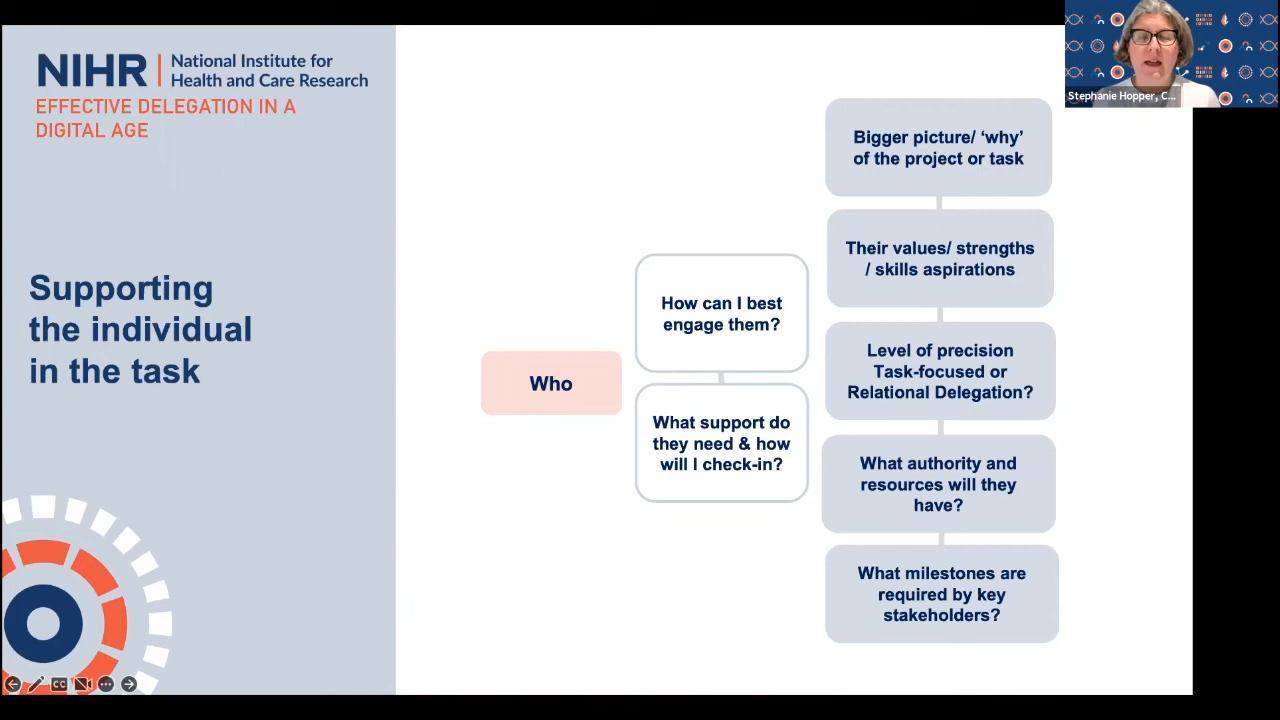 NIHR | National Institute for
Health and Care Research
EFFECTIVE DELEGATION IN A
DIGITAL AGE
Supporting
the individual
in the task
Who
How can I best
engage them?
What support do
they need & how
will I check-in?
Bigger picture/ ‘why’
of the project or task
Their values/ strengths
/ skills aspirations
Level of precision
Task-focused or
Relational Delegation?
What authority and
resources will they
have?
What milestones are
required by key
stakeholders?
Stephanie Hopper, C...
CC